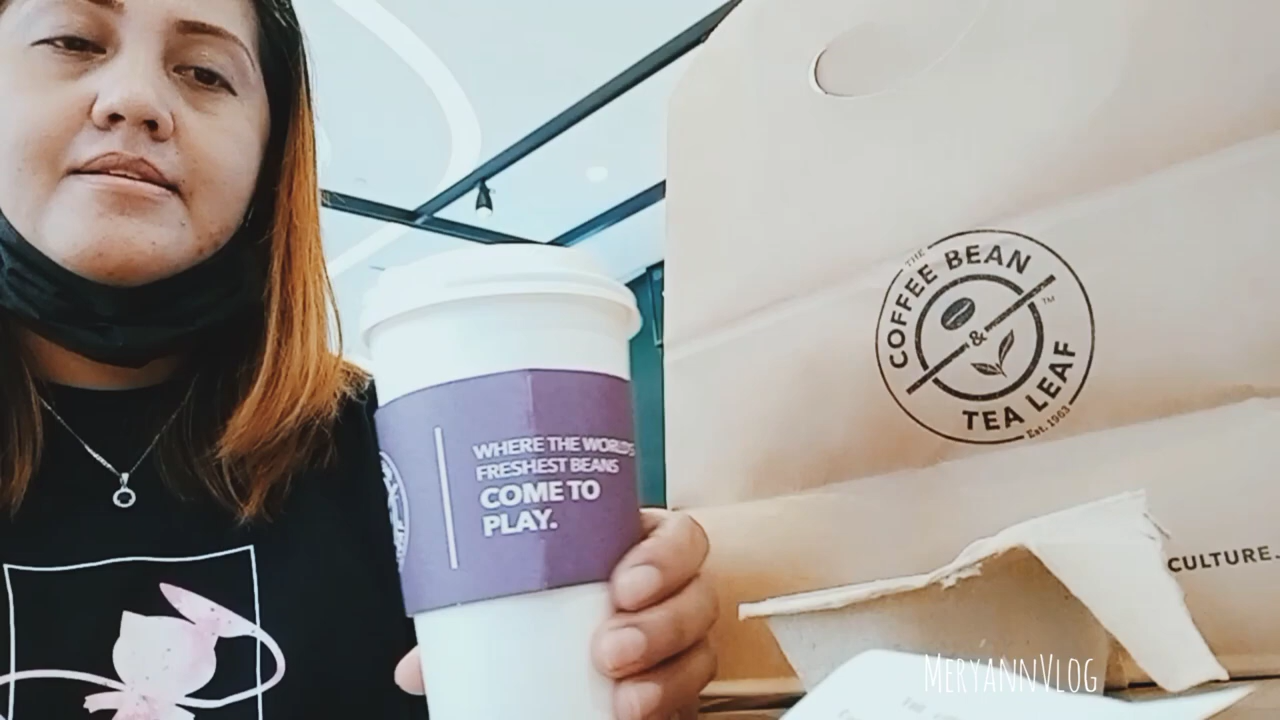 WHERE THE WORLD'S
FRESHEST BEANS
COME TO
PLAY.
THE
COFFEE BEAN
&
TEA LEAF
TM
Est. 1963
CULTURE
MERYANNVLOG